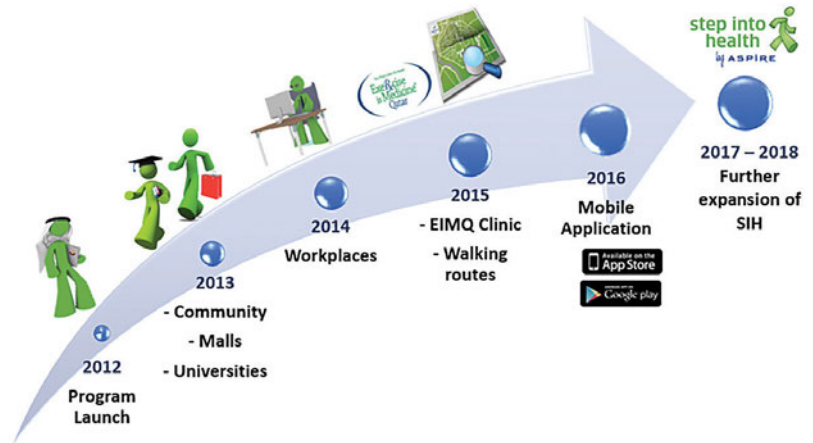 step into
health
by ASPIRE
ExeRcise
is Medicine
Qatar
2012
Program
Launch
2013
- Community
- Malls
- Universities
2014
Workplaces
2015
- EIMQ Clinic
- Walking
routes
2016
Mobile
Application
Available on the
App Store
Google play
2017 – 2018
Further
expansion of
SIH